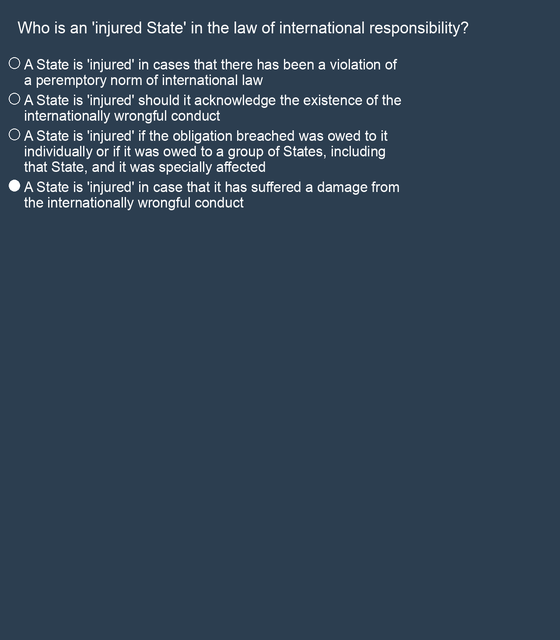 Who is an 'injured State' in the law of international responsibility?
A State is 'injured' in cases that there has been a violation of
a peremptory norm of international law
A State is 'injured' should it acknowledge the existence of the
internationally wrongful conduct
A State is 'injured' if the obligation breached was owed to it
individually or if it was owed to a group of States, including
that State, and it was specially affected
A State is 'injured' in case that it has suffered a damage from
the internationally wrongful conduct